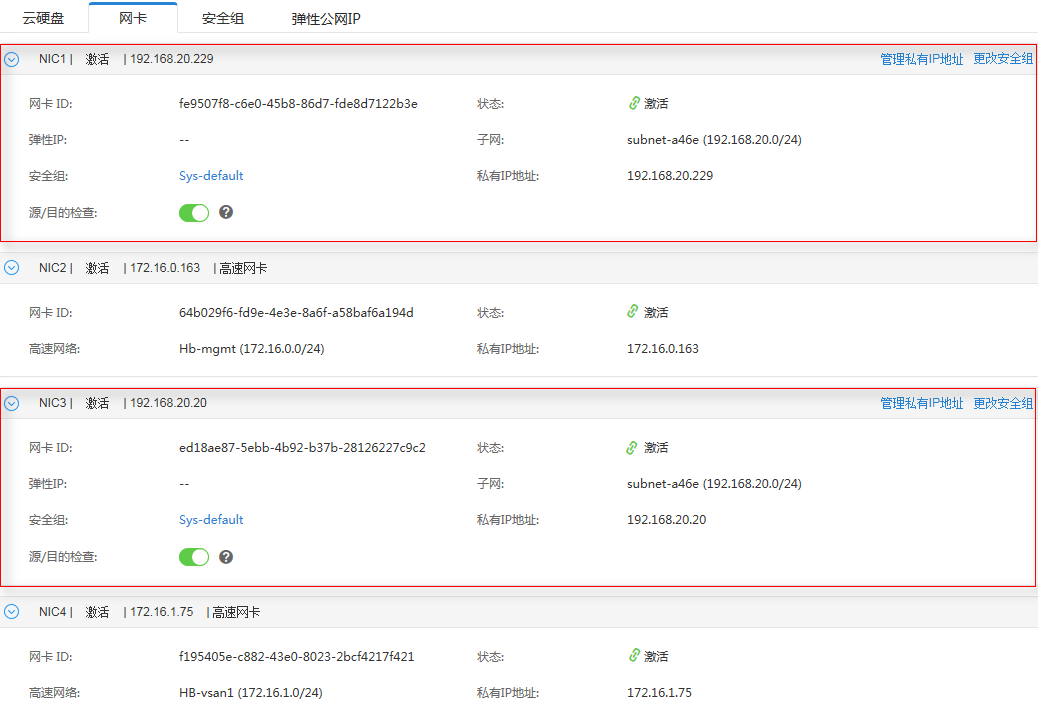 云硬盘 网卡 安全组 弹性公网IP
NIC1 | 激活 | 192.168.20.229 管理私有IP地址 更改安全组
网卡 ID: fe9507f8-c6e0-45b8-86d7-fde8d7122b3e 状态: 激活
弹性IP: -- 子网: subnet-a46e (192.168.20.0/24)
安全组: Sys-default 私有IP地址: 192.168.20.229
源/目的检查: ?
NIC2 | 激活 | 172.16.0.163 | 高速网卡
网卡 ID: 64b029f6-fd9e-4e3e-8a6f-a58baf6a194d 状态: 激活
高速网络: Hb-mgmt (172.16.0.0/24) 私有IP地址: 172.16.0.163
NIC3 | 激活 | 192.168.20.20 管理私有IP地址 更改安全组
网卡 ID: ed18ae87-5ebb-4b92-b37b-28126227c9c2 状态: 激活
弹性IP: -- 子网: subnet-a46e (192.168.20.0/24)
安全组: Sys-default 私有IP地址: 192.168.20.20
源/目的检查: ?
NIC4 | 激活 | 172.16.1.75 | 高速网卡
网卡 ID: f195405e-c882-43e0-8023-2bcf4217f421 状态: 激活
高速网络: HB-vsan1 (172.16.1.0/24) 私有IP地址: 172.16.1.75